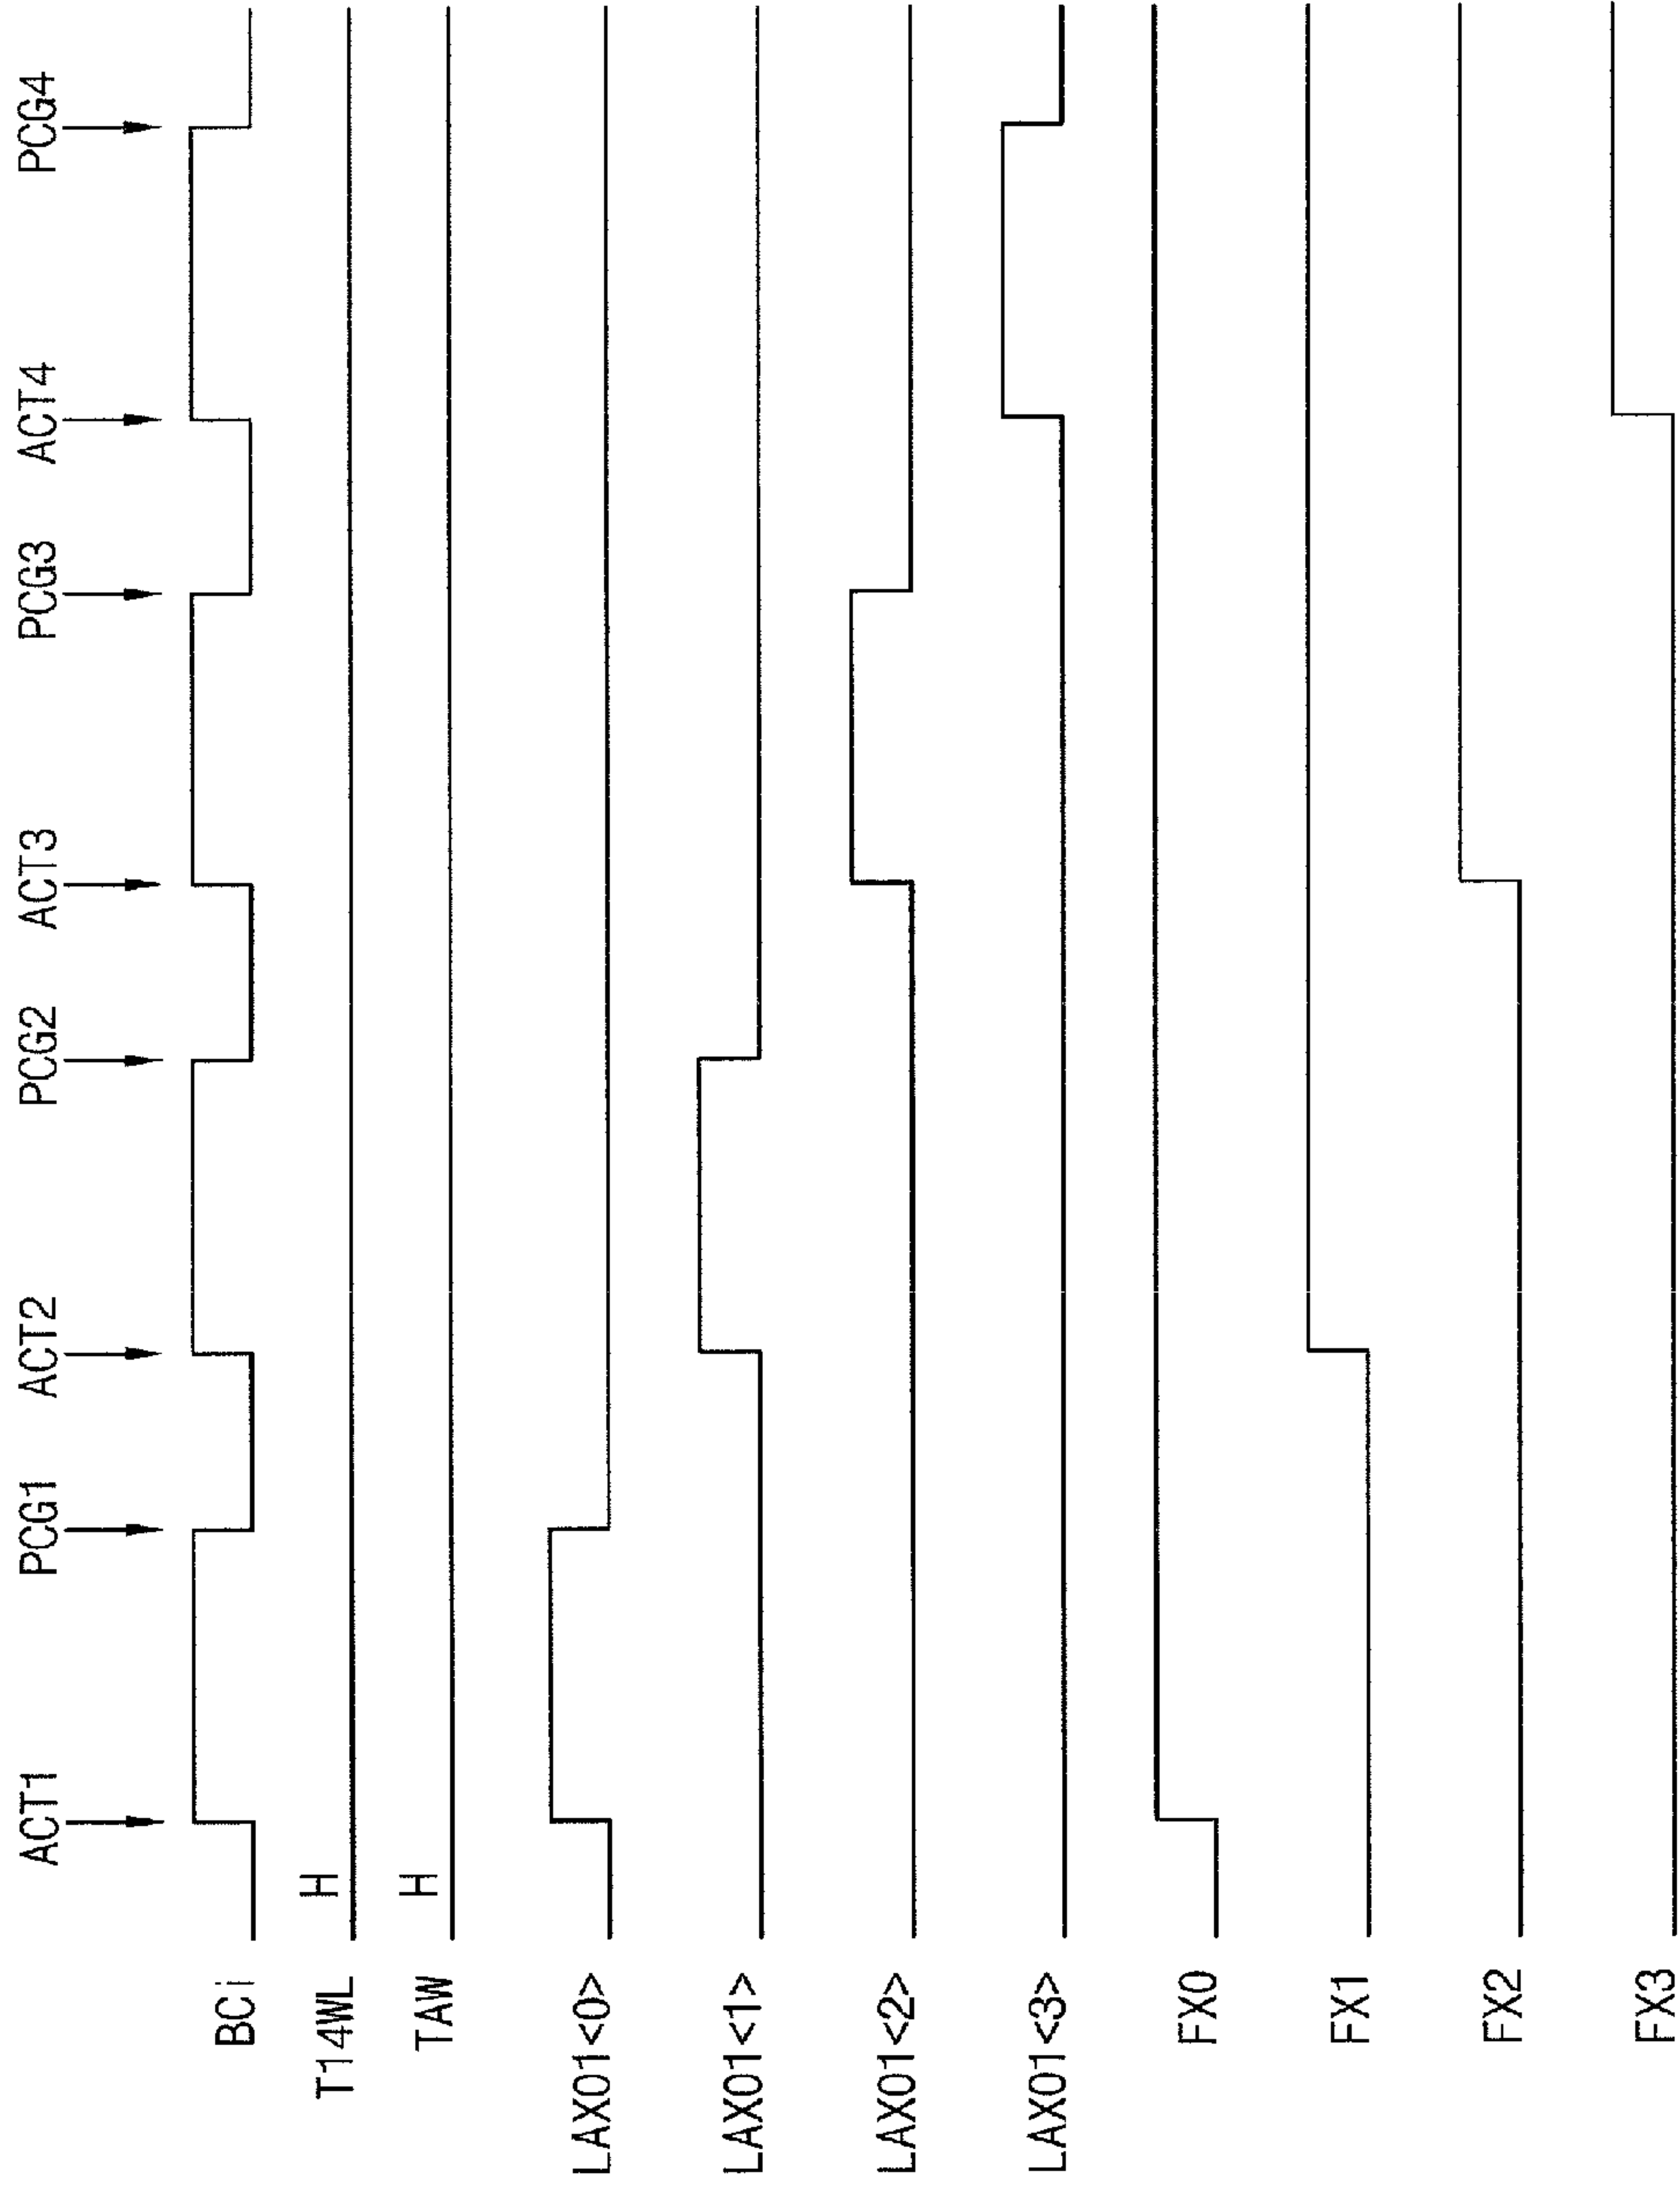 ACT1 PCG1 ACT2 PCG2 ACT3 PCG3 ACT4 PCG4
BCi
T14WL H
TAW H
LAX01<0>
LAX01<1>
LAX01<2>
LAX01<3>
FX0
FX1
FX2
FX3